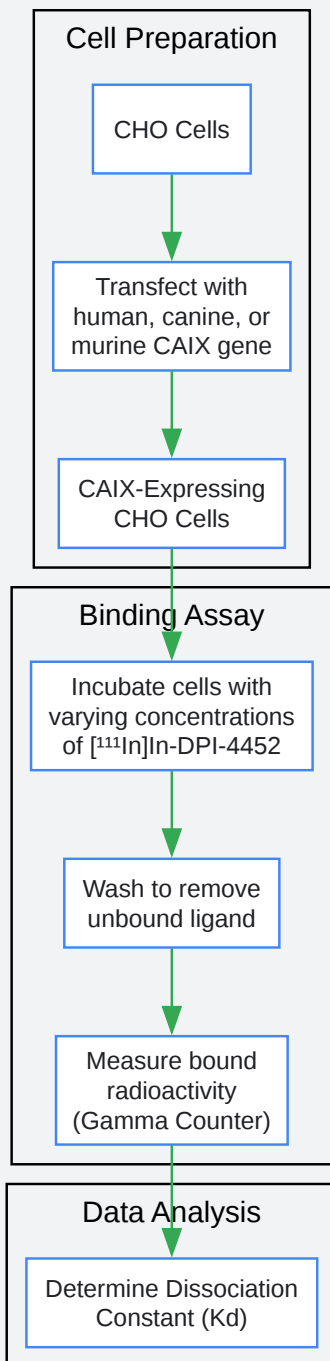 Cell Preparation
CHO Cells
Transfect with
human, canine, or
murine CAIX gene
CAIX-Expressing
CHO Cells
Binding Assay
Incubate cells with
varying concentrations
of [¹¹¹In]In-DPI-4452
Wash to remove
unbound ligand
Measure bound
radioactivity
(Gamma Counter)
Data Analysis
Determine Dissociation
Constant (Kd)